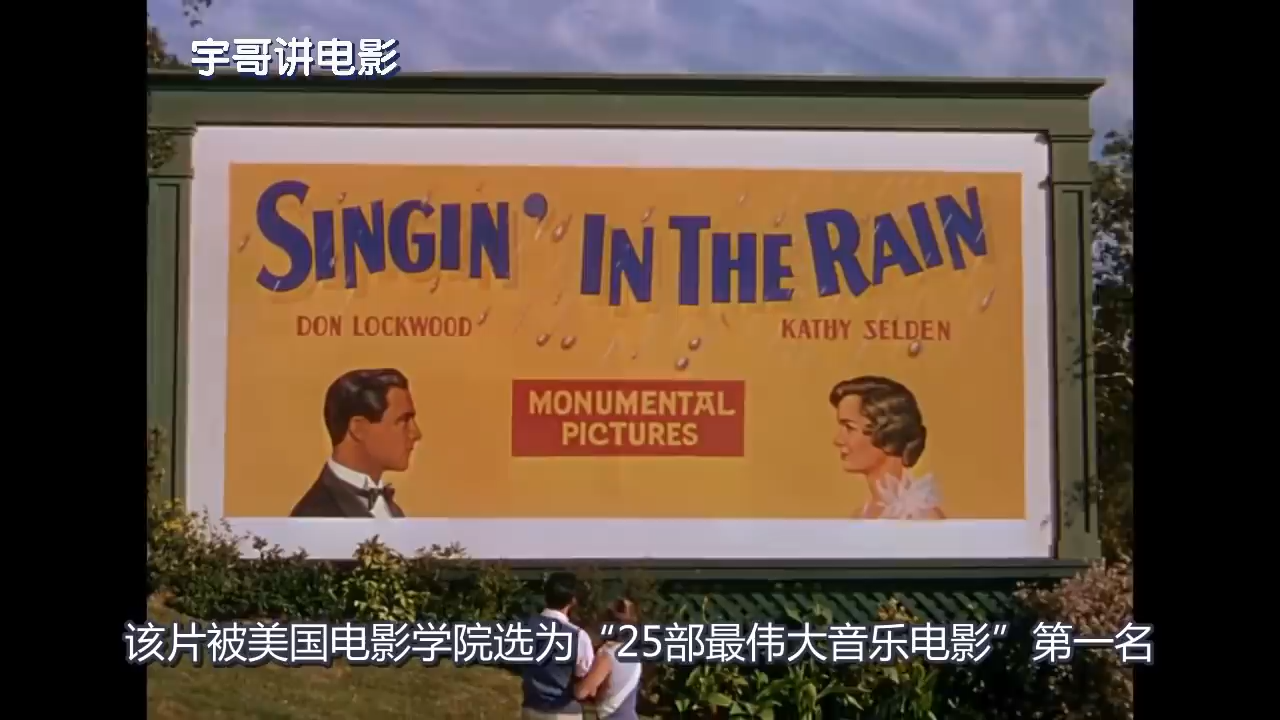 宇哥讲电影
SINGIN' IN THE RAIN
DON LOCKWOOD
KATHY SELDEN
MONUMENTAL
PICTURES
该片被美国电影学院选为“25部最伟大音乐电影”第一名